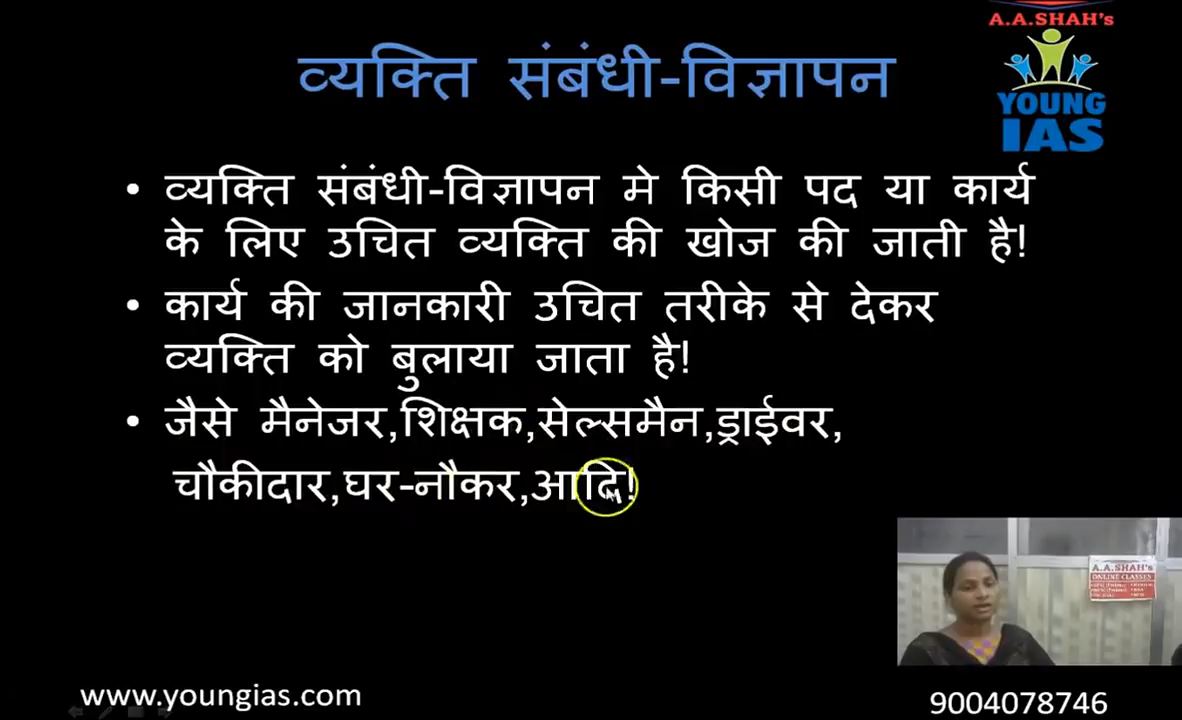 A.A.SHAH's
YOUNG
IAS
व्यक्ति संबंधी-विज्ञापन
• व्यक्ति संबंधी-विज्ञापन मे किसी पद या कार्य
के लिए उचित व्यक्ति की खोज की जाती है!
• कार्य की जानकारी उचित तरीके से देकर
व्यक्ति को बुलाया जाता है!
• जैसे मैनेजर,शिक्षक,सेल्समैन,ड्राईवर,
चौकीदार,घर-नौकर,आदि!
A.A.SHAH's
ONLINE CLASSES
www.youngias.com
9004078746